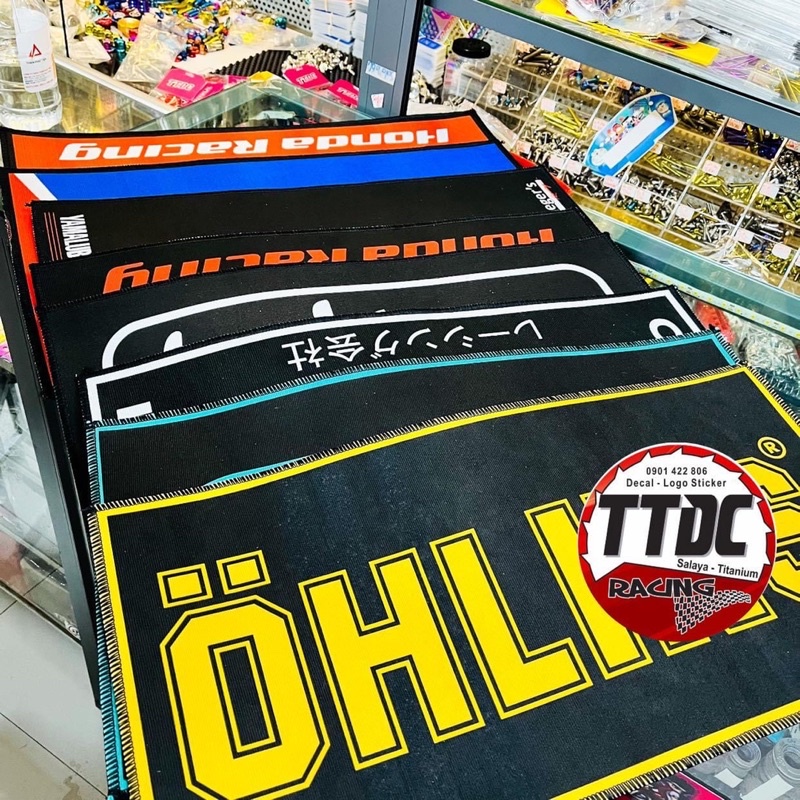 Honda Racing
YAMALUB
Honda Racing
レーシング会社
ÖHLINS®
0901 422 806
Decal - Logo Sticker
TTDC
Salaya - Titanium
RACING